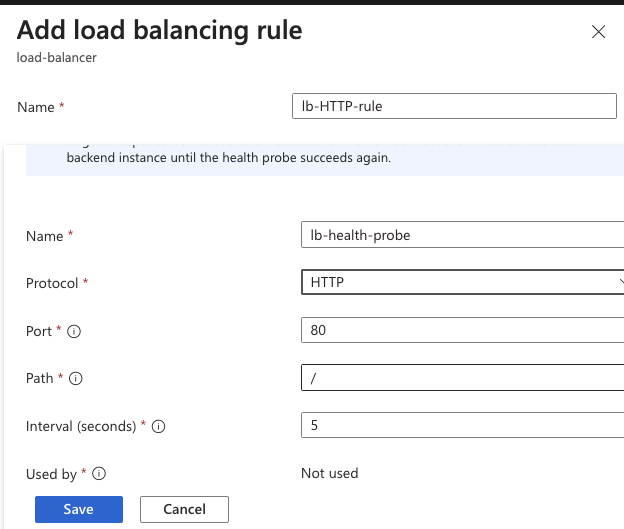 Add load balancing rule
load-balancer
Name *
lb-HTTP-rule
backend instance until the health probe succeeds again.
Name *
lb-health-probe
Protocol *
HTTP
Port *
80
Path *
/
Interval (seconds) *
5
Used by *
Not used
Save
Cancel